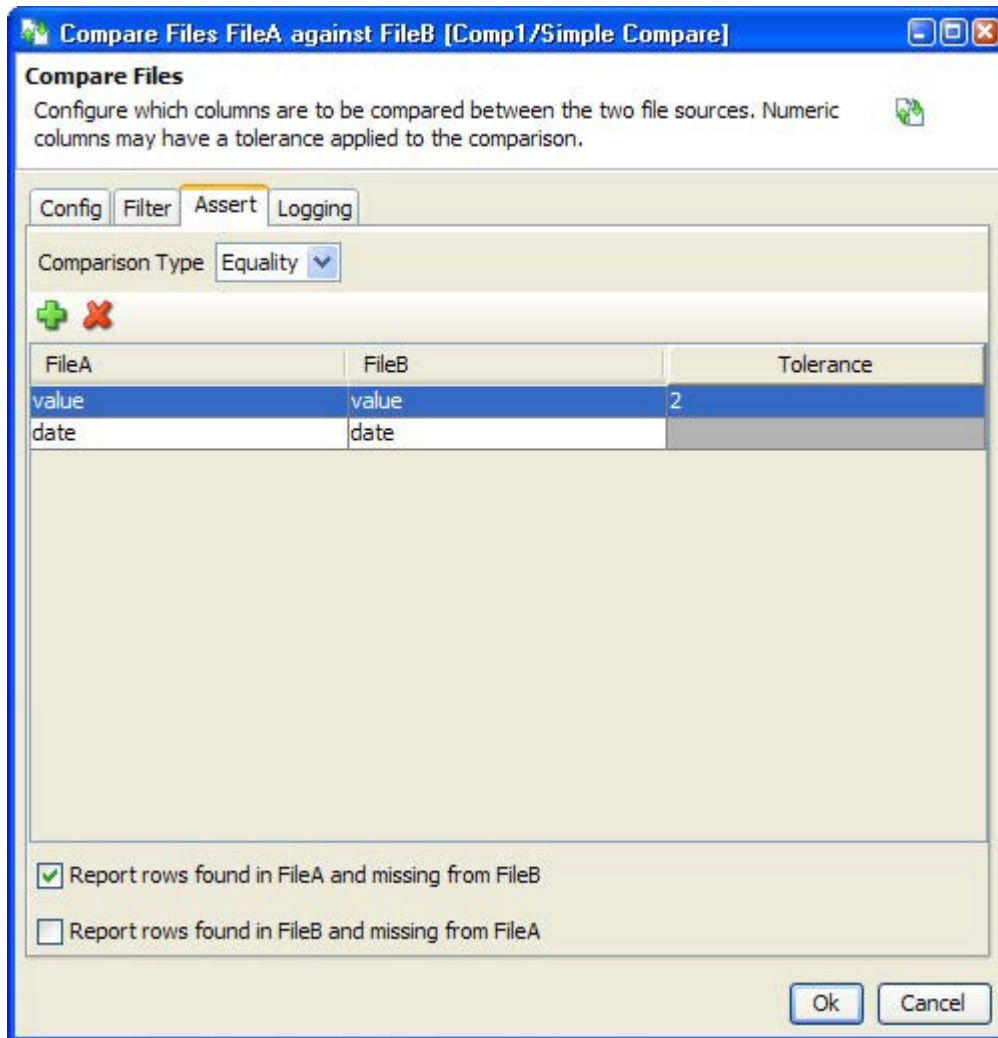 Compare Files FileA against FileB [Comp1/Simple Compare]
Compare Files
Configure which columns are to be compared between the two file sources. Numeric
columns may have a tolerance applied to the comparison.
Config Filter Assert Logging
Comparison Type Equality
FileA FileB Tolerance
value value 2
date date
Report rows found in FileA and missing from FileB
Report rows found in FileB and missing from FileA
Ok Cancel